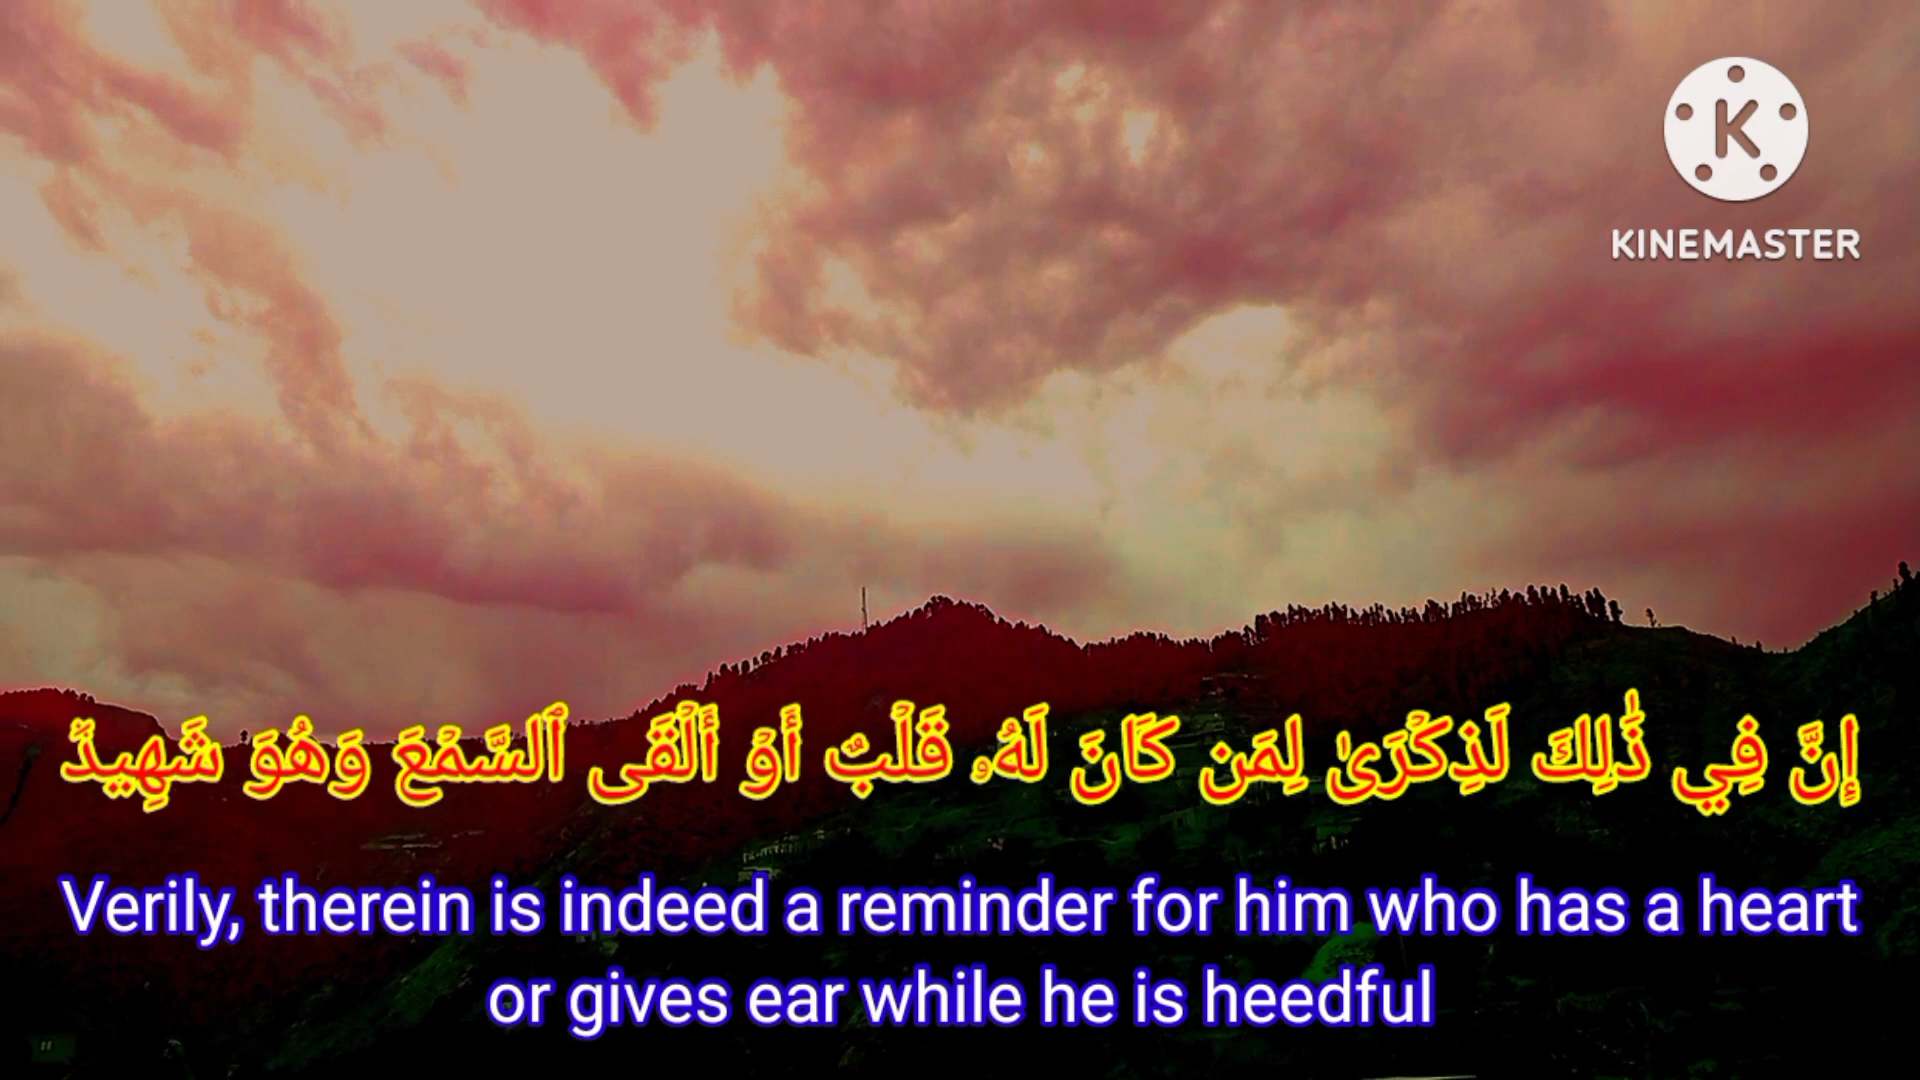 KINEMASTER
إِنَّ فِي ذَٰلِكَ لَذِكْرَىٰ لِمَن كَانَ لَهُۥ قَلْبٌ أَوْ أَلْقَى ٱلسَّمْعَ وَهُوَ شَهِيدٌ
Verily, therein is indeed a reminder for him who has a heart
or gives ear while he is heedful